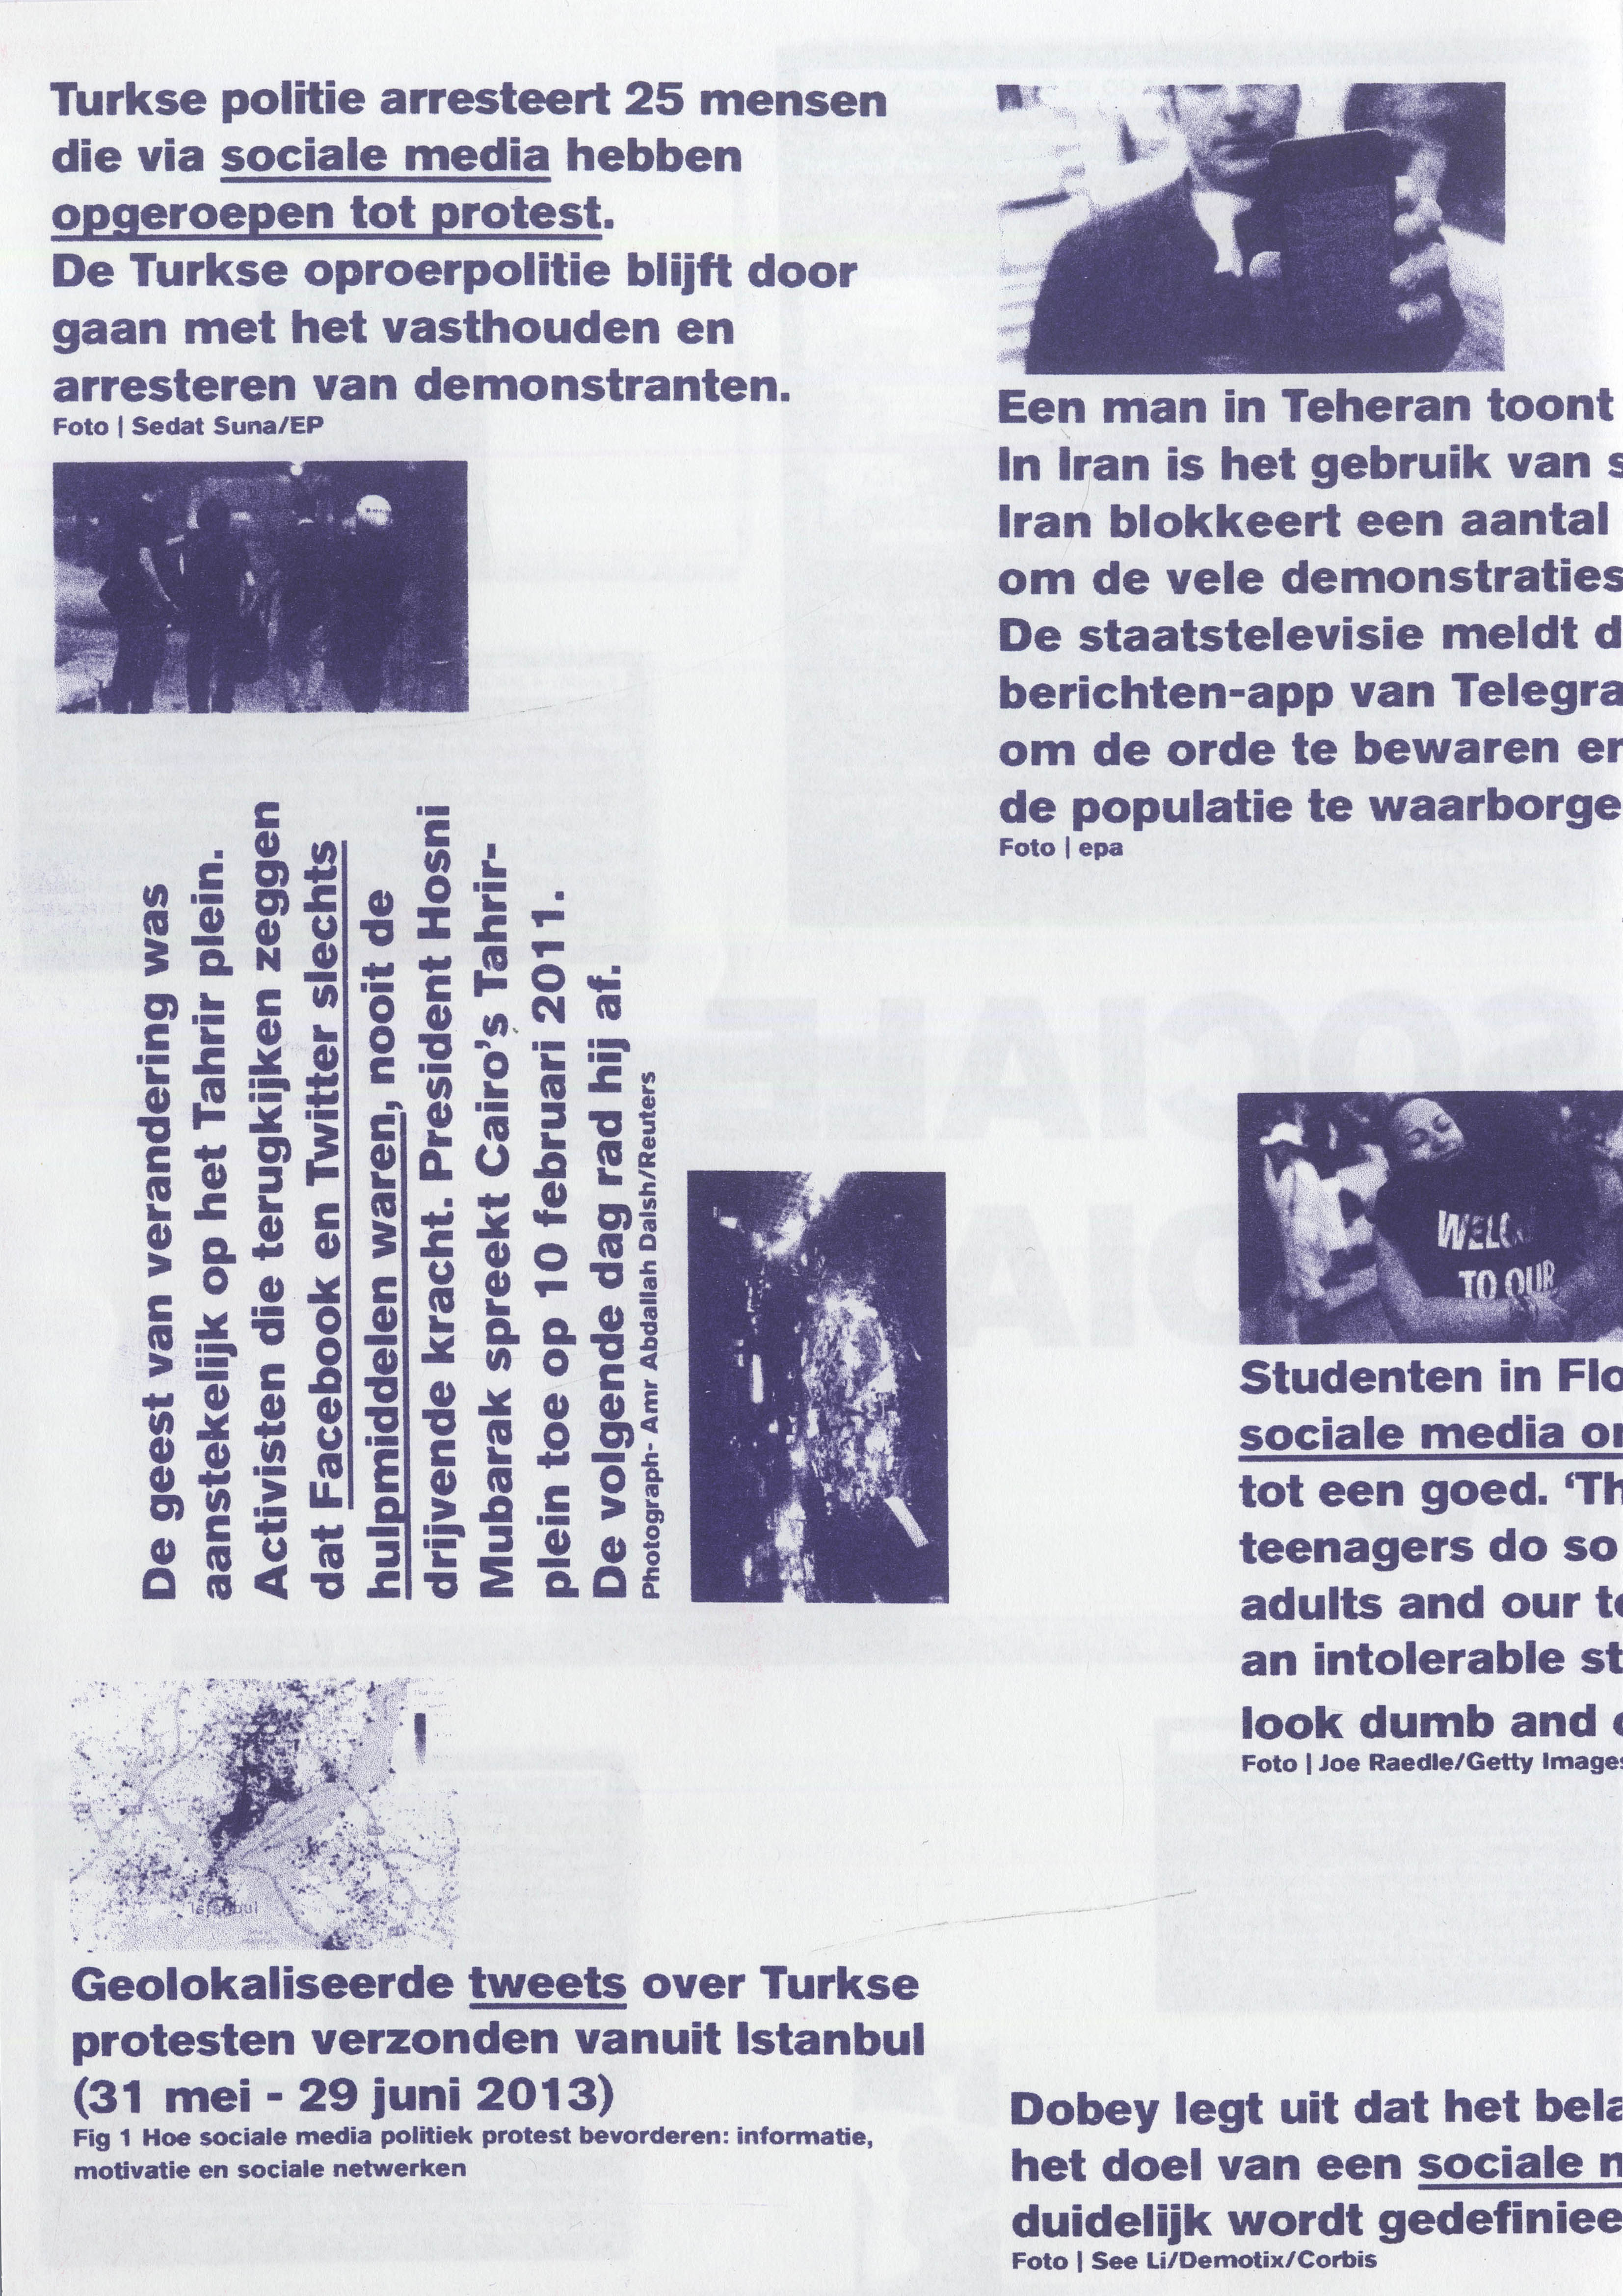 Turkse politie arresteert 25 mensen
die via sociale media hebben
opgeroepen tot protest.
De Turkse oproerpolitie blijft door
gaan met het vasthouden en
arresteren van demonstranten.
Foto | Sedat Suna/EP
Een man in Teheran toont
In Iran is het gebruik van s
Iran blokkeert een aantal
om de vele demonstraties
De staatstelevisie meldt d
berichten-app van Telegra
om de orde te bewaren en
de populatie te waarborge
Foto | epa
De geest van verandering was
aanstekelijk op het Tahrir plein.
Activisten die terugkijken zeggen
dat Facebook en Twitter slechts
hulpmiddelen waren, nooit de
drijvende kracht. President Hosni
Mubarak spreekt Cairo's Tahrir-
plein toe op 10 februari 2011.
De volgende dag rad hij af.
Photograph- Amr Abdallah Dalsh/Reuters
WELC
TO OUR
Studenten in Flo
sociale media o
tot een goed. ‘Th
teenagers do so
adults and our t
an intolerable st
look dumb and
Foto | Joe Raedle/Getty Images
Istanbul
Geolokaliseerde tweets over Turkse
protesten verzonden vanuit Istanbul
(31 mei - 29 juni 2013)
Fig 1 Hoe sociale media politiek protest bevorderen: informatie,
motivatie en sociale netwerken
Dobey legt uit dat het bela
het doel van een sociale
duidelijk wordt gedefiniee
Foto | See Li/Demotix/Corbis